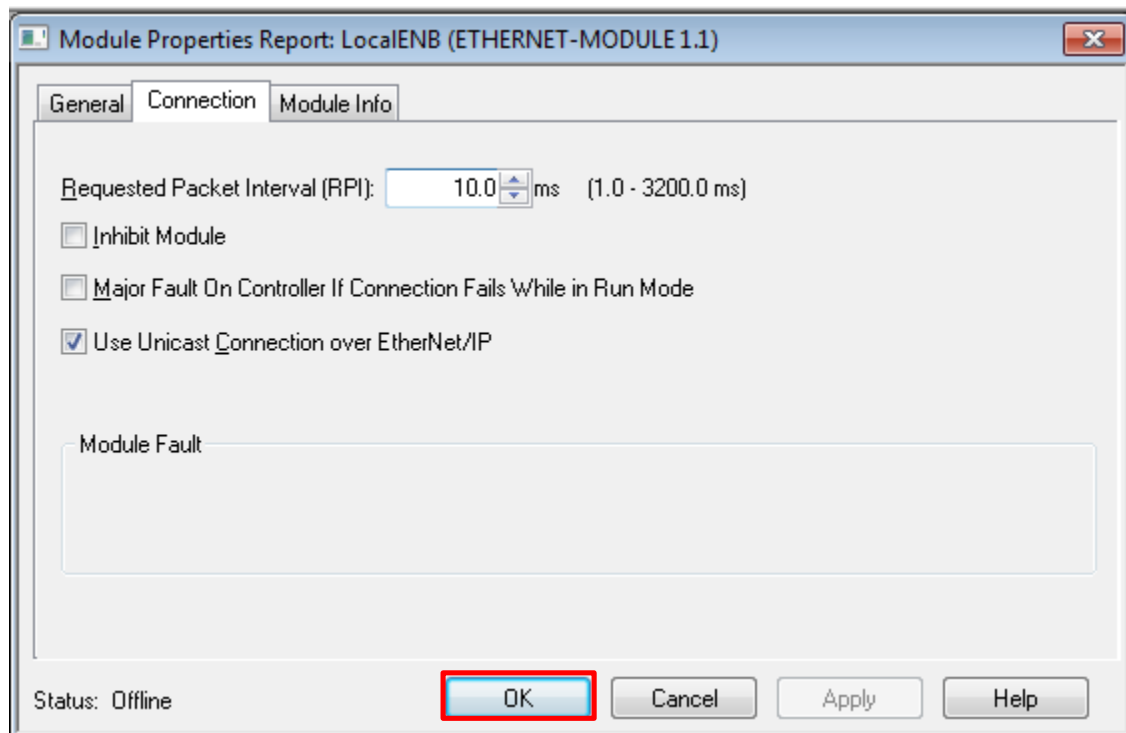 Module Properties Report: LocalENB (ETHERNET-MODULE 1.1)
General Connection Module Info
Requested Packet Interval (RPI): 10.0 ms (1.0 - 3200.0 ms)
Inhibit Module
Major Fault On Controller If Connection Fails While in Run Mode
Use Unicast Connection over EtherNet/IP
Module Fault
Status: Offline OK Cancel Apply Help